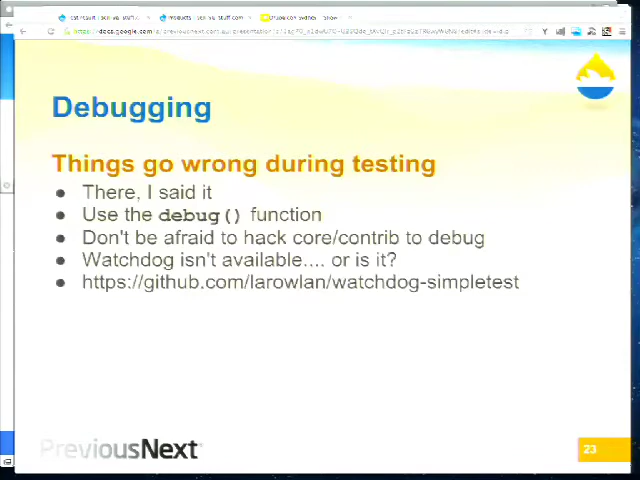 Debugging
Things go wrong during testing
There, I said it
Use the debug() function
Don't be afraid to hack core/contrib to debug
Watchdog isn't available.... or is it?
https://github.com/larowlan/watchdog-simpletest
PreviousNext
23